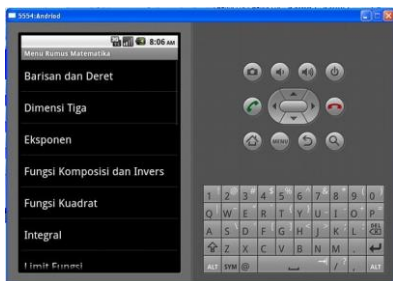 5554:Andriod
8:06 AM
Menu Rumus Matematika
Barisan dan Deret
Dimensi Tiga
Eksponen
Fungsi Komposisi dan Invers
Fungsi Kuadrat
Integral
Limit Fungsi
MENU
1 ! 2 @ 3 # 4 $ 5 % 6 ^ 7 & 8 * 9 ( 0 )
Q W E R T Y U I O P
A S D F G H J K L DEL
Z X C V B N M .
ALT SYM @ / ? , ALT